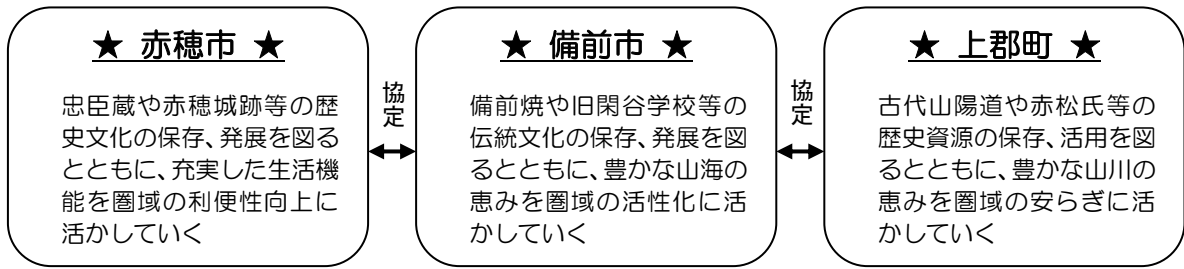 ★ 赤穂市 ★
忠臣蔵や赤穂城跡等の歴
史文化の保存、発展を図る
とともに、充実した生活機
能を圏域の利便性向上に
活かしていく
協定
★ 備前市 ★
備前焼や旧閑谷学校等の
伝統文化の保存、発展を図
るとともに、豊かな山海の
恵みを圏域の活性化に活
かしていく
協定
★ 上郡町 ★
古代山陽道や赤松氏等の
歴史資源の保存、活用を図
るとともに、豊かな山川の
恵みを圏域の安らぎに活
かしていく